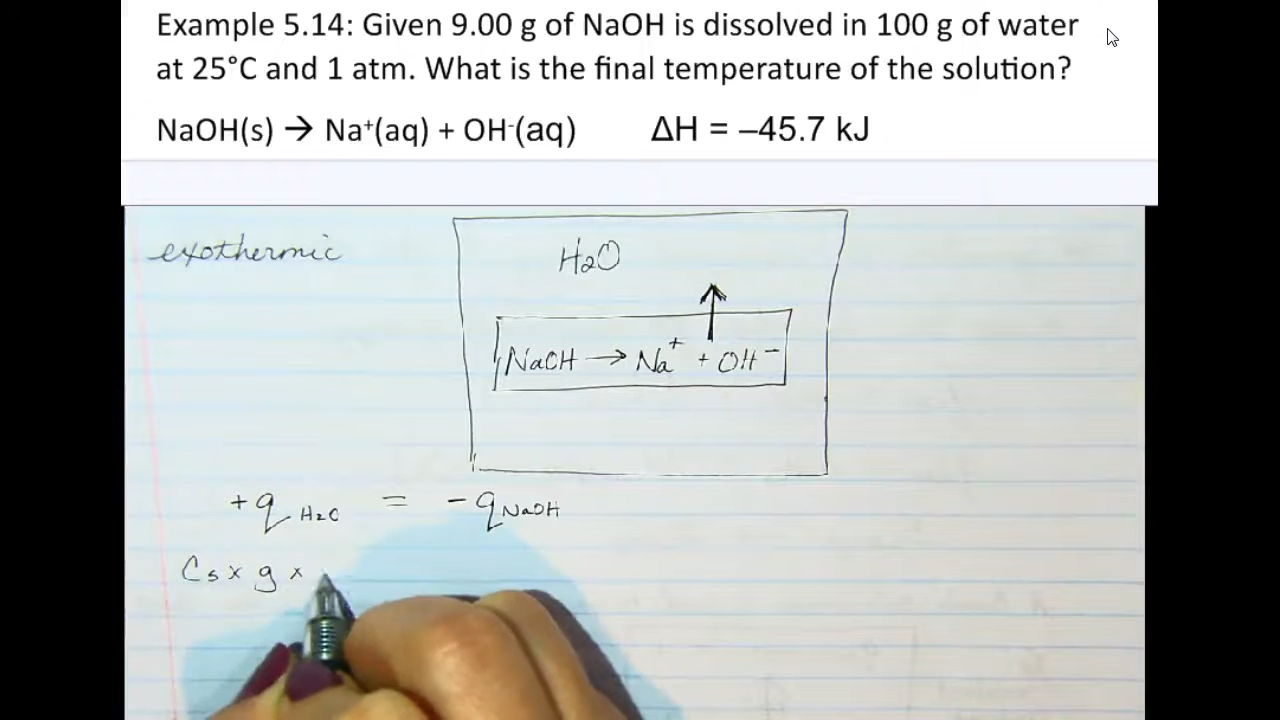 Example 5.14: Given 9.00 g of NaOH is dissolved in 100 g of water
at 25°C and 1 atm. What is the final temperature of the solution?
NaOH(s) → Na⁺(aq) + OH⁻(aq) ΔH = –45.7 kJ
exothermic
H₂O
NaOH → Na⁺ + OH⁻
+q H₂O = -q NaOH
Cs x g x